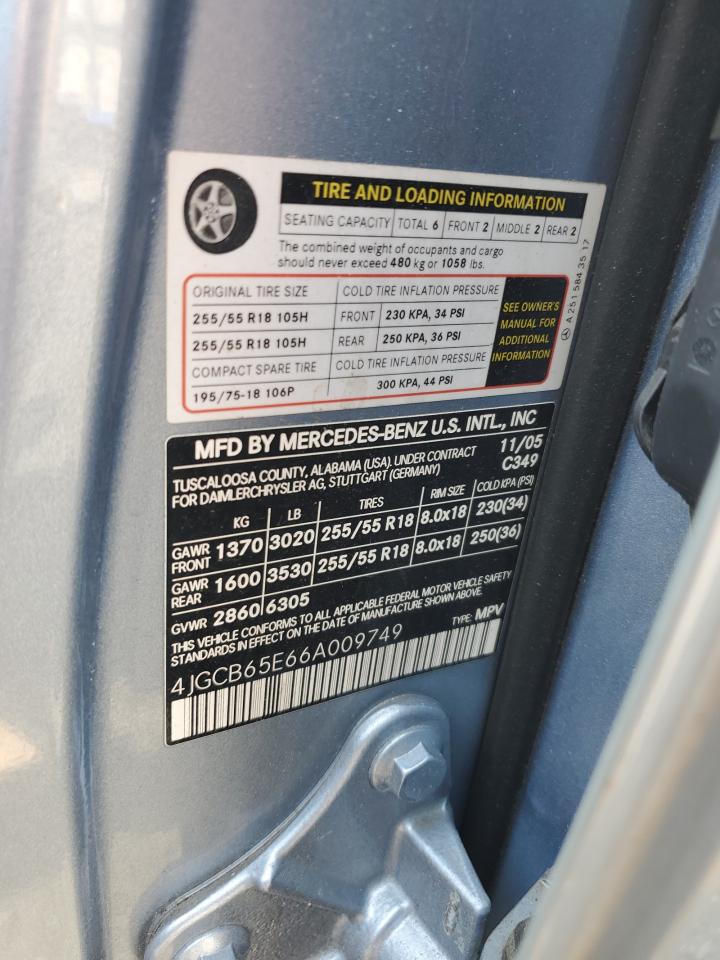 TIRE AND LOADING INFORMATION
SEATING CAPACITY TOTAL 6 FRONT 2 MIDDLE 2 REAR 2
The combined weight of occupants and cargo
should never exceed 480 kg or 1058 lbs.
ORIGINAL TIRE SIZE COLD TIRE INFLATION PRESSURE
255/55 R18 105H FRONT 230 KPA, 34 PSI
255/55 R18 105H REAR 250 KPA, 36 PSI
COMPACT SPARE TIRE COLD TIRE INFLATION PRESSURE
195/75-18 106P 300 KPA, 44 PSI
SEE OWNER'S
MANUAL FOR
ADDITIONAL
INFORMATION
A 251 584 35 17
MFD BY MERCEDES-BENZ U.S. INTL., INC
TUSCALOOSA COUNTY, ALABAMA (USA). UNDER CONTRACT 11/05
FOR DAIMLERCHRYSLER AG, STUTTGART (GERMANY) C349
KG LB TIRES RIM SIZE COLD KPA (PSI)
GAWR FRONT 1370 3020 255/55 R18 8.0x18 230(34)
GAWR REAR 1600 3530 255/55 R18 8.0x18 250(36)
GVWR 2860 6305
THIS VEHICLE CONFORMS TO ALL APPLICABLE FEDERAL MOTOR VEHICLE SAFETY
STANDARDS IN EFFECT ON THE DATE OF MANUFACTURE SHOWN ABOVE.
4JGCB65E66A009749 TYPE: MPV